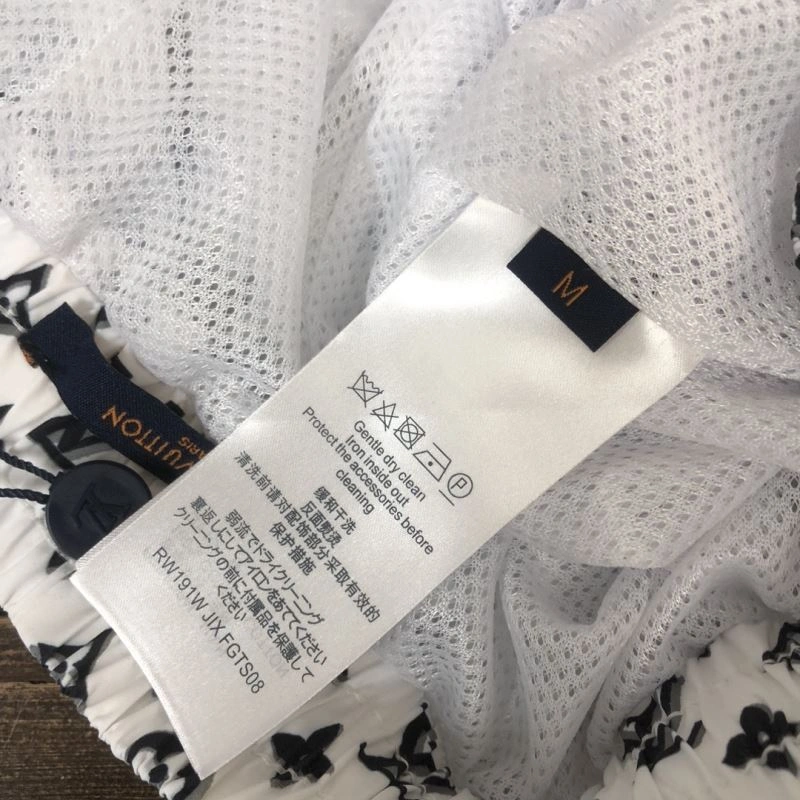 M
VUITTON
PARIS
P
Gentle dry clean
Iron inside out
Protect the accessories before
cleaning
缓和干洗
反面熨烫
清洗前请对配饰部分采取有效的
保护措施
弱流でドライクリーニング
裏返しにしてアイロンをあててください
クリーニングの前に付属品を保護して
ください
RW191W JIX FGTS08